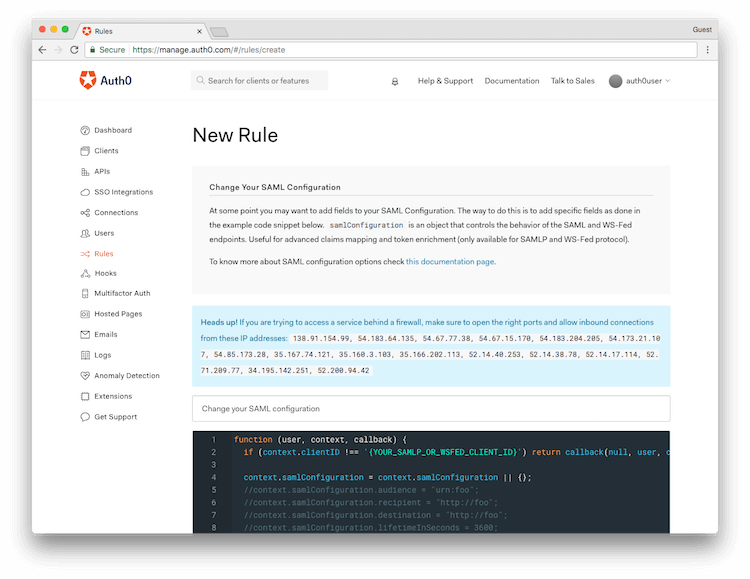 Rules
Guest
Secure https://manage.auth0.com/#/rules/create
Auth0
Search for clients or features
Help & Support
Documentation
Talk to Sales
auth0user
Dashboard
Clients
APIs
SSO Integrations
Connections
Users
Rules
Hooks
Multifactor Auth
Hosted Pages
Emails
Logs
Anomaly Detection
Extensions
Get Support
New Rule
Change Your SAML Configuration
At some point you may want to add fields to your SAML Configuration. The way to do this is to add specific fields as done in
the example code snippet below. samlConfiguration is an object that controls the behavior of the SAML and WS-Fed
endpoints. Useful for advanced claims mapping and token enrichment (only available for SAMLP and WS-Fed protocol).
To know more about SAML configuration options check this documentation page.
Heads up! If you are trying to access a service behind a firewall, make sure to open the right ports and allow inbound connections
from these IP addresses: 138.91.154.99, 54.183.64.135, 54.67.77.38, 54.67.15.170, 54.183.204.205, 54.173.21.10
7, 54.85.173.28, 35.167.74.121, 35.160.3.103, 35.166.202.113, 52.14.40.253, 52.14.38.78, 52.14.17.114, 52.
71.209.77, 34.195.142.251, 52.200.94.42
Change your SAML configuration
1 function (user, context, callback) {
2 if (context.clientID !== '{YOUR_SAMLP_OR_WSFED_CLIENT_ID}') return callback(null, user, c
3
4 context.samlConfiguration = context.samlConfiguration || {};
5 //context.samlConfiguration.audience = "urn:foo";
6 //context.samlConfiguration.recipient = "http://foo";
7 //context.samlConfiguration.destination = "http://foo";
8 //context.samlConfiguration.lifetimeInSeconds = 3600;